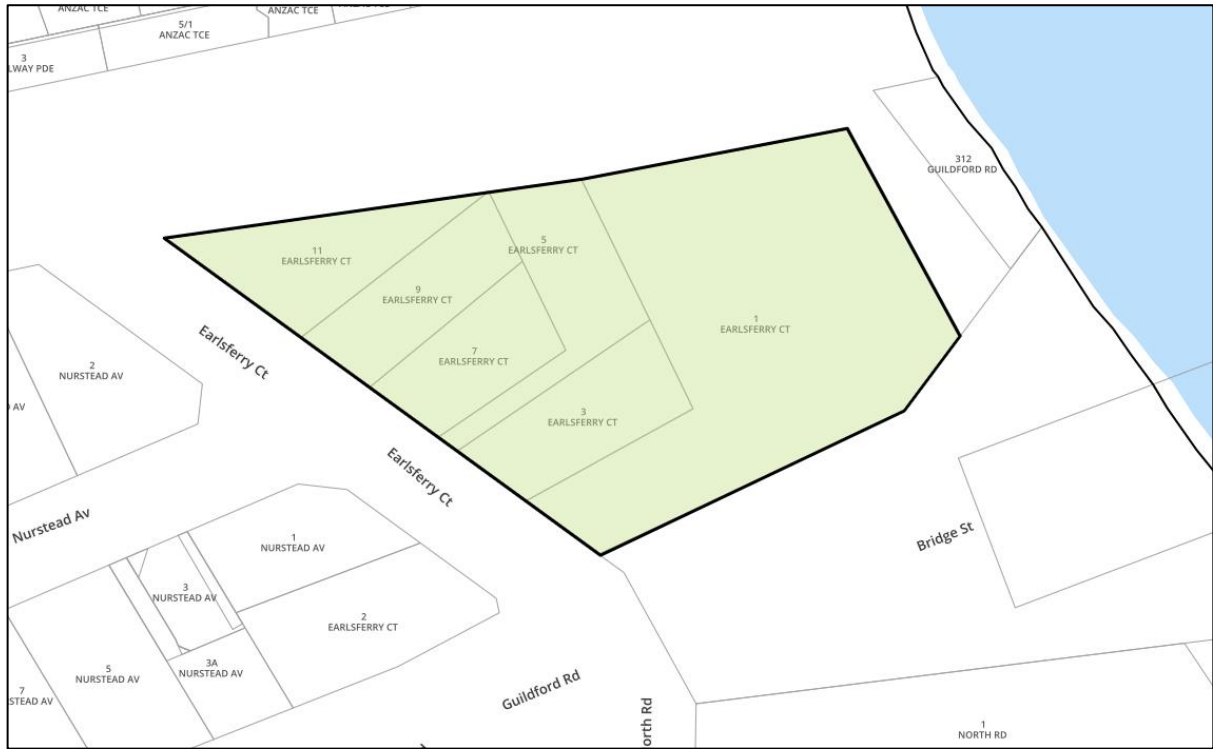 ANZAC TCE
ANZAC TCE
5/1
ANZAC TCE
3
LWAY PDE
312
GUILDFORD RD
11
EARLSFERRY CT
5
EARLSFERRY CT
9
EARLSFERRY CT
1
EARLSFERRY CT
7
EARLSFERRY CT
3
EARLSFERRY CT
Earlsferry Ct
2
NURSTEAD AV
AV
Earlsferry Ct
Nurstead Av
1
NURSTEAD AV
Bridge St
3
NURSTEAD AV
2
EARLSFERRY CT
5
NURSTEAD AV
3A
NURSTEAD AV
7
STEAD AV
Guildford Rd
orth Rd
1
NORTH RD